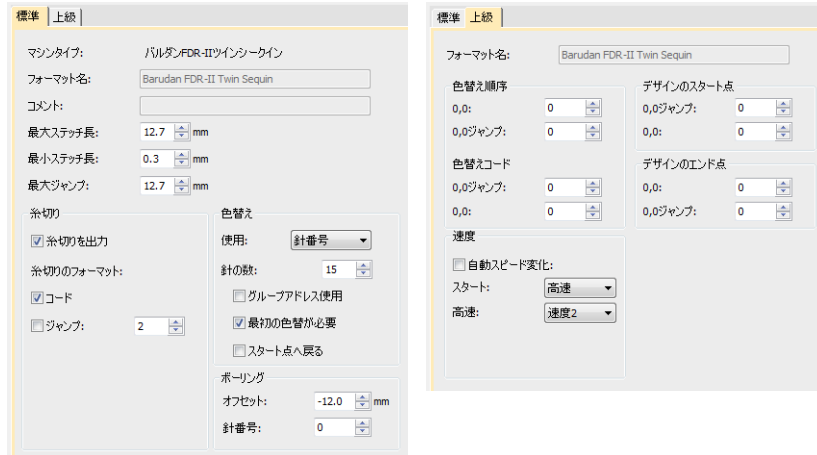 標準 上級
マシンタイプ: バルダンFDR-IIツインシークイン
フォーマット名: Barudan FDR-II Twin Sequin
コメント:
最大ステッチ長: 12.7 mm
最小ステッチ長: 0.3 mm
最大ジャンプ: 12.7 mm
糸切り
糸切りを出力
糸切りのフォーマット:
コード
ジャンプ: 2
色替え
使用: 針番号
針の数: 15
グループアドレス使用
最初の色替が必要
スタート点へ戻る
ボーリング
オフセット: -12.0 mm
針番号: 0
標準 上級
フォーマット名: Barudan FDR-II Twin Sequin
色替え順序
0,0: 0
0,0ジャンプ: 0
デザインのスタート点
0,0ジャンプ: 0
0,0: 0
色替えコード
0,0ジャンプ: 0
0,0: 0
デザインのエンド点
0,0: 0
0,0ジャンプ: 0
速度
自動スピード変化:
スタート: 高速
高速: 速度2